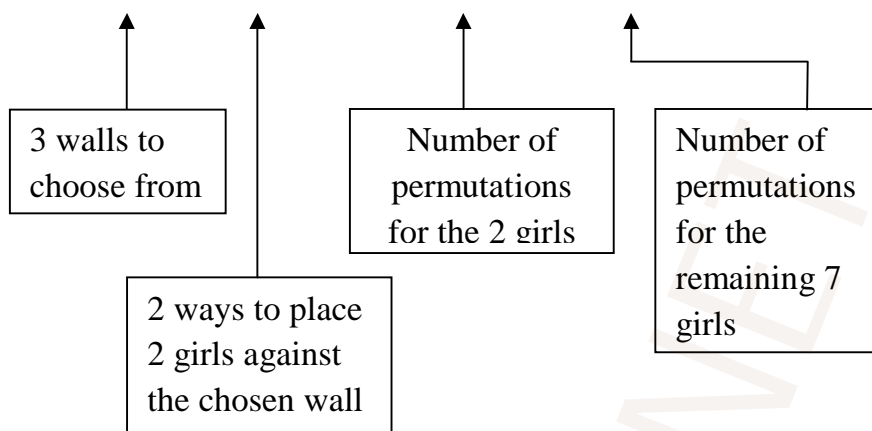 3 walls to
choose from
2 ways to place
2 girls against
the chosen wall
Number of
permutations
for the 2 girls
Number of
permutations
for the
remaining 7
girls